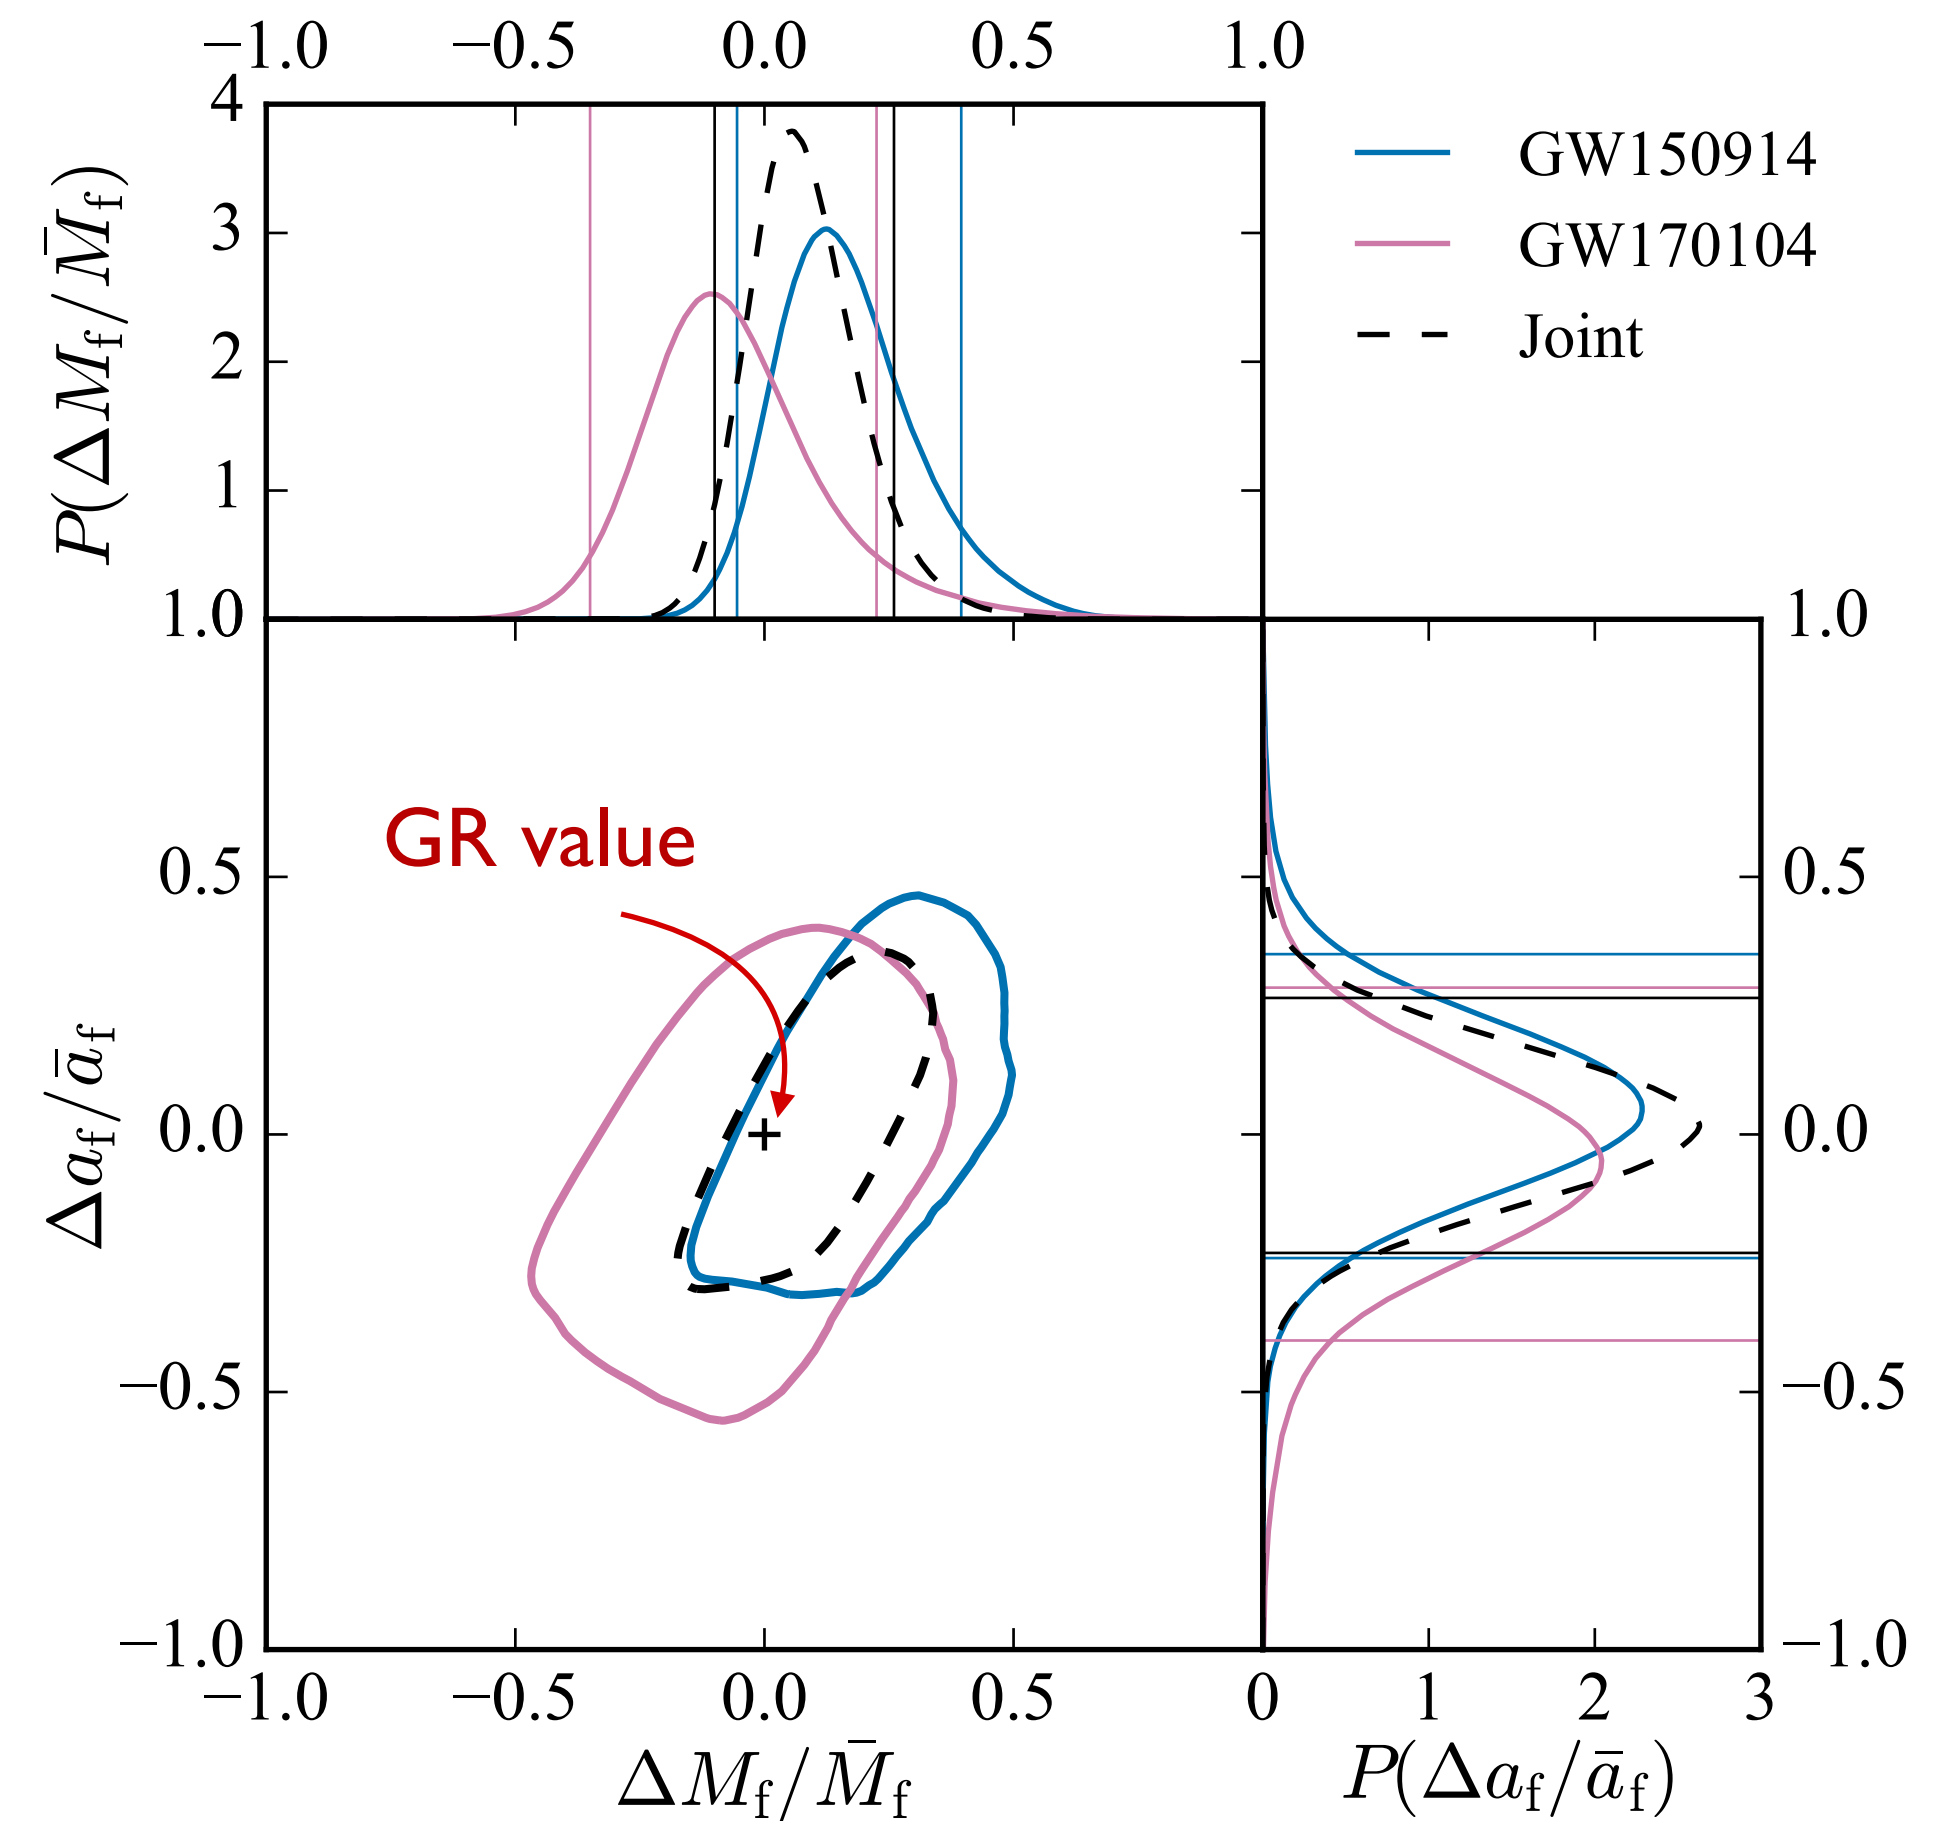 −1.0 −0.5 0.0 0.5 1.0
4
3
2
1
P(ΔM_f/M̄_f)
GW150914
GW170104
Joint
1.0
0.5
0.0
−0.5
−1.0
Δa_f/ā_f
GR value
1.0
0.5
0.0
−0.5
−1.0
−1.0 −0.5 0.0 0.5 0 1 2 3
ΔM_f/M̄_f
P(Δa_f/ā_f)